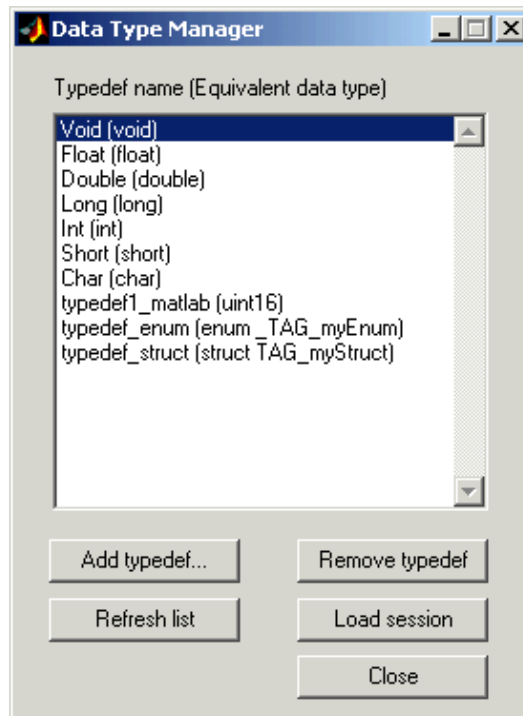 Data Type Manager
Typedef name (Equivalent data type)
Void (void)
Float (float)
Double (double)
Long (long)
Int (int)
Short (short)
Char (char)
typedef1_matlab (uint16)
typedef_enum (enum _TAG_myEnum)
typedef_struct (struct TAG_myStruct)
Add typedef...
Remove typedef
Refresh list
Load session
Close